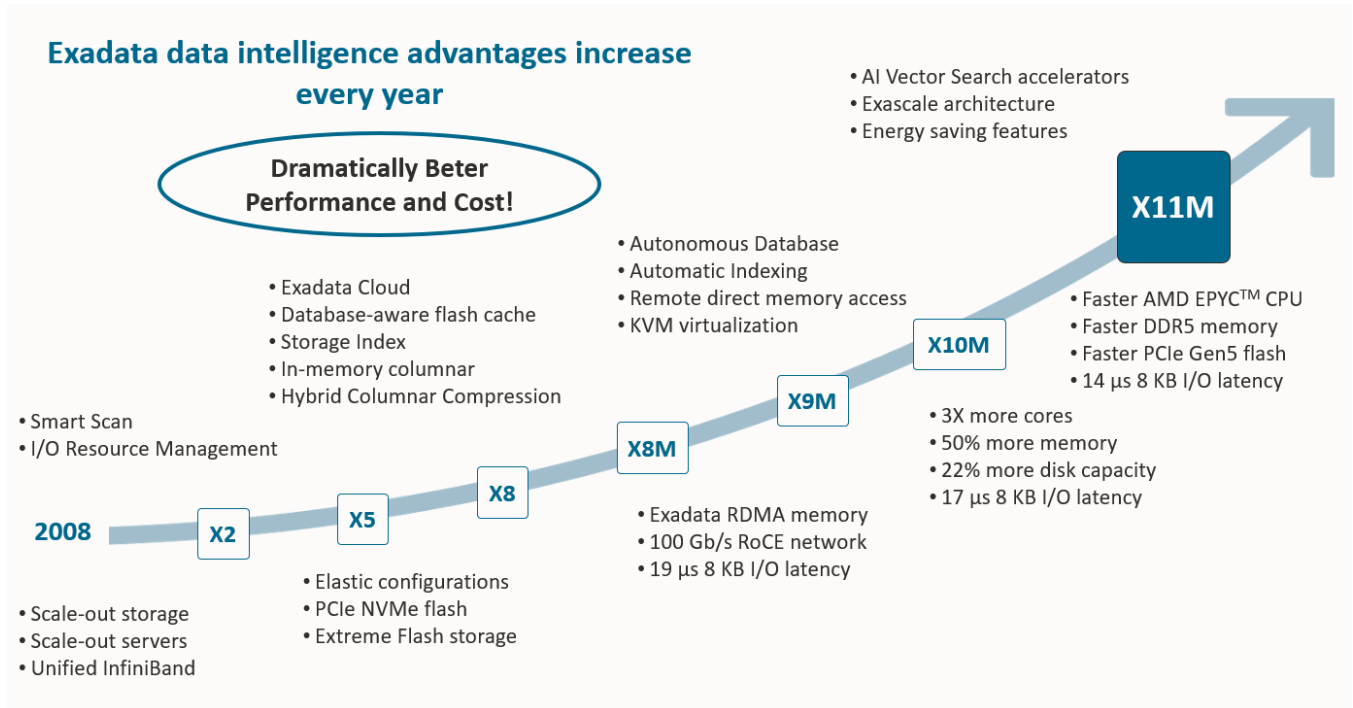 Exadata data intelligence advantages increase
every year
Dramatically Beter
Performance and Cost!
• AI Vector Search accelerators
• Exascale architecture
• Energy saving features
X11M
• Autonomous Database
• Automatic Indexing
• Remote direct memory access
• KVM virtualization
• Exadata Cloud
• Database-aware flash cache
• Storage Index
• In-memory columnar
• Hybrid Columnar Compression
• Faster AMD EPYC™ CPU
• Faster DDR5 memory
• Faster PCIe Gen5 flash
• 14 µs 8 KB I/O latency
X10M
X9M
• Smart Scan
• I/O Resource Management
• 3X more cores
• 50% more memory
• 22% more disk capacity
• 17 µs 8 KB I/O latency
X8M
X8
X5
X2
2008
• Exadata RDMA memory
• 100 Gb/s RoCE network
• 19 µs 8 KB I/O latency
• Elastic configurations
• PCIe NVMe flash
• Extreme Flash storage
• Scale-out storage
• Scale-out servers
• Unified InfiniBand